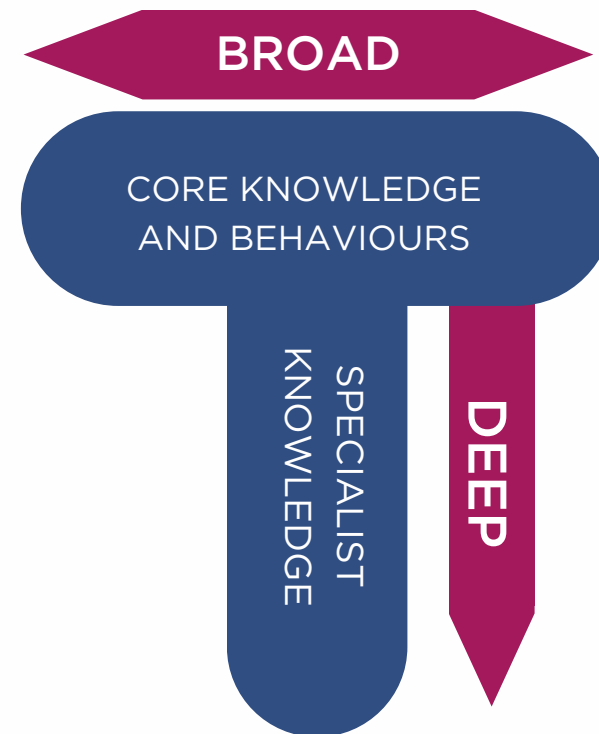 BROAD
CORE KNOWLEDGE
AND BEHAVIOURS
SPECIALIST
KNOWLEDGE
DEEP